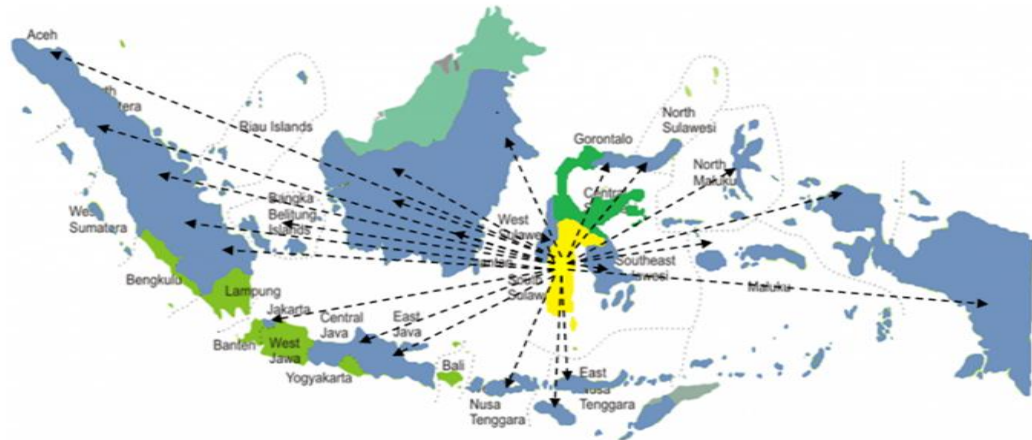 Aceh
Riau Islands
North
Sulawesi
Gorontalo
North
Maluku
Bangka
Belitung
Islands
West
Sumatera
West
Sulawesi
Southeast
Maluku
Bengkulu
Lampung
Jakarta
Central
Java
East
Java
Banten
West
Jawa
Yogyakarta
Bali
Nusa
Tenggara
East
Tenggara